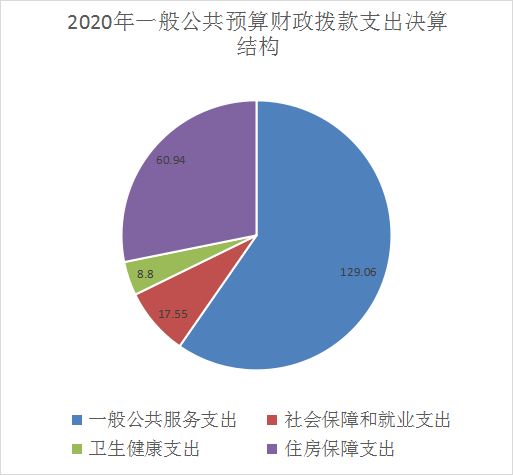 2020年一般公共预算财政拨款支出决算
结构
60.94
129.06
8.8
17.55
一般公共服务支出
社会保障和就业支出
卫生健康支出
住房保障支出